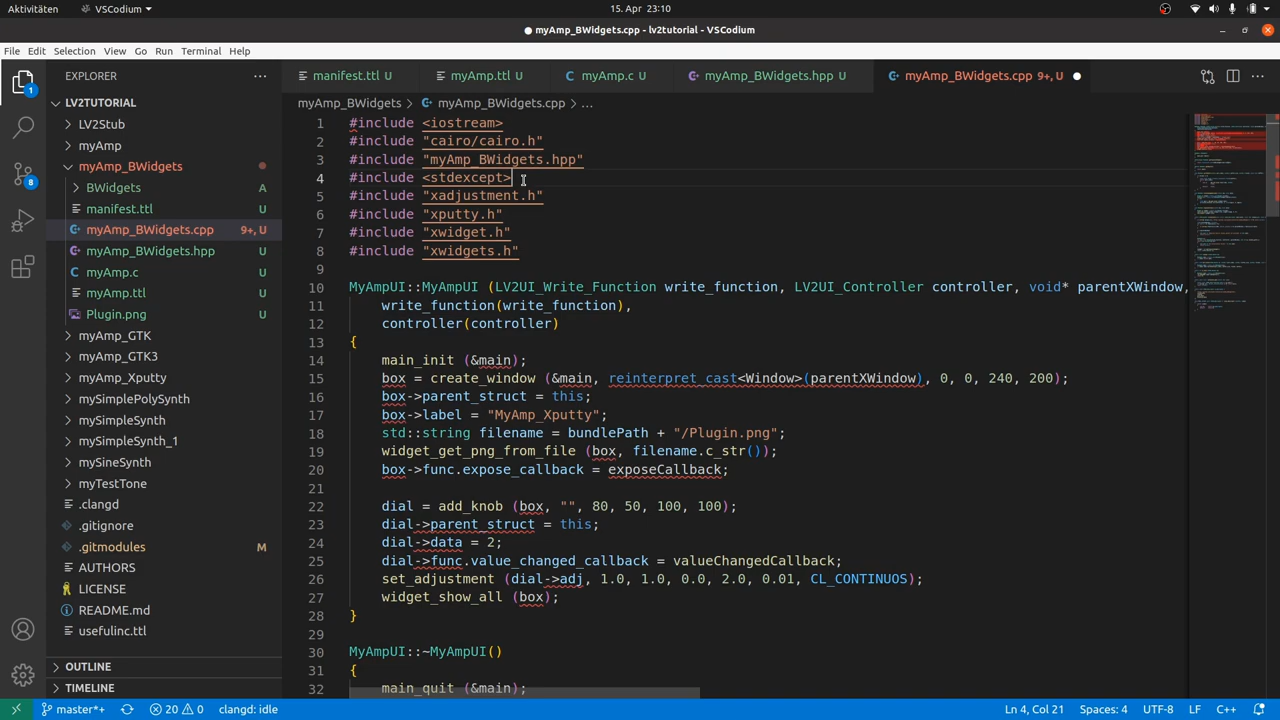 Aktivitäten
VSCodium
15. Apr 23:10
● myAmp_BWidgets.cpp - lv2tutorial - VSCodium
File Edit Selection View Go Run Terminal Help
EXPLORER
manifest.ttl U
myAmp.ttl U
myAmp.c U
myAmp_BWidgets.hpp U
myAmp_BWidgets.cpp 9+, U
LV2TUTORIAL
LV2Stub
myAmp
myAmp_BWidgets
BWidgets A
manifest.ttl U
myAmp_BWidgets.cpp 9+, U
myAmp_BWidgets.hpp U
myAmp.c U
myAmp.ttl U
Plugin.png U
myAmp_GTK
myAmp_GTK3
myAmp_Xputty
mySimplePolySynth
mySimpleSynth
mySimpleSynth_1
mySineSynth
myTestTone
.clangd
.gitignore
.gitmodules M
AUTHORS
LICENSE
README.md
usefulinc.ttl
OUTLINE
TIMELINE
1
8
myAmp_BWidgets > myAmp_BWidgets.cpp > ...
1 #include <iostream>
2 #include "cairo/cairo.h"
3 #include "myAmp_BWidgets.hpp"
4 #include <stdexcept>
5 #include "xadjustment.h"
6 #include "xputty.h"
7 #include "xwidget.h"
8 #include "xwidgets.h"
9
10 MyAmpUI::MyAmpUI (LV2UI_Write_Function write_function, LV2UI_Controller controller, void* parentXWindow,
11     write_function(write_function),
12     controller(controller)
13 {
14     main_init (&main);
15     box = create_window (&main, reinterpret_cast<Window>(parentXWindow), 0, 0, 240, 200);
16     box->parent_struct = this;
17     box->label = "MyAmp_Xputty";
18     std::string filename = bundlePath + "/Plugin.png";
19     widget_get_png_from_file (box, filename.c_str());
20     box->func.expose_callback = exposeCallback;
21
22     dial = add_knob (box, "", 80, 50, 100, 100);
23     dial->parent_struct = this;
24     dial->data = 2;
25     dial->func.value_changed_callback = valueChangedCallback;
26     set_adjustment (dial->adj, 1.0, 1.0, 0.0, 2.0, 0.01, CL_CONTINUOS);
27     widget_show_all (box);
28 }
29
30 MyAmpUI::~MyAmpUI()
31 {
32     main_quit (&main);
master*+ 20 0 clangd: idle
Ln 4, Col 21 Spaces: 4 UTF-8 LF C++